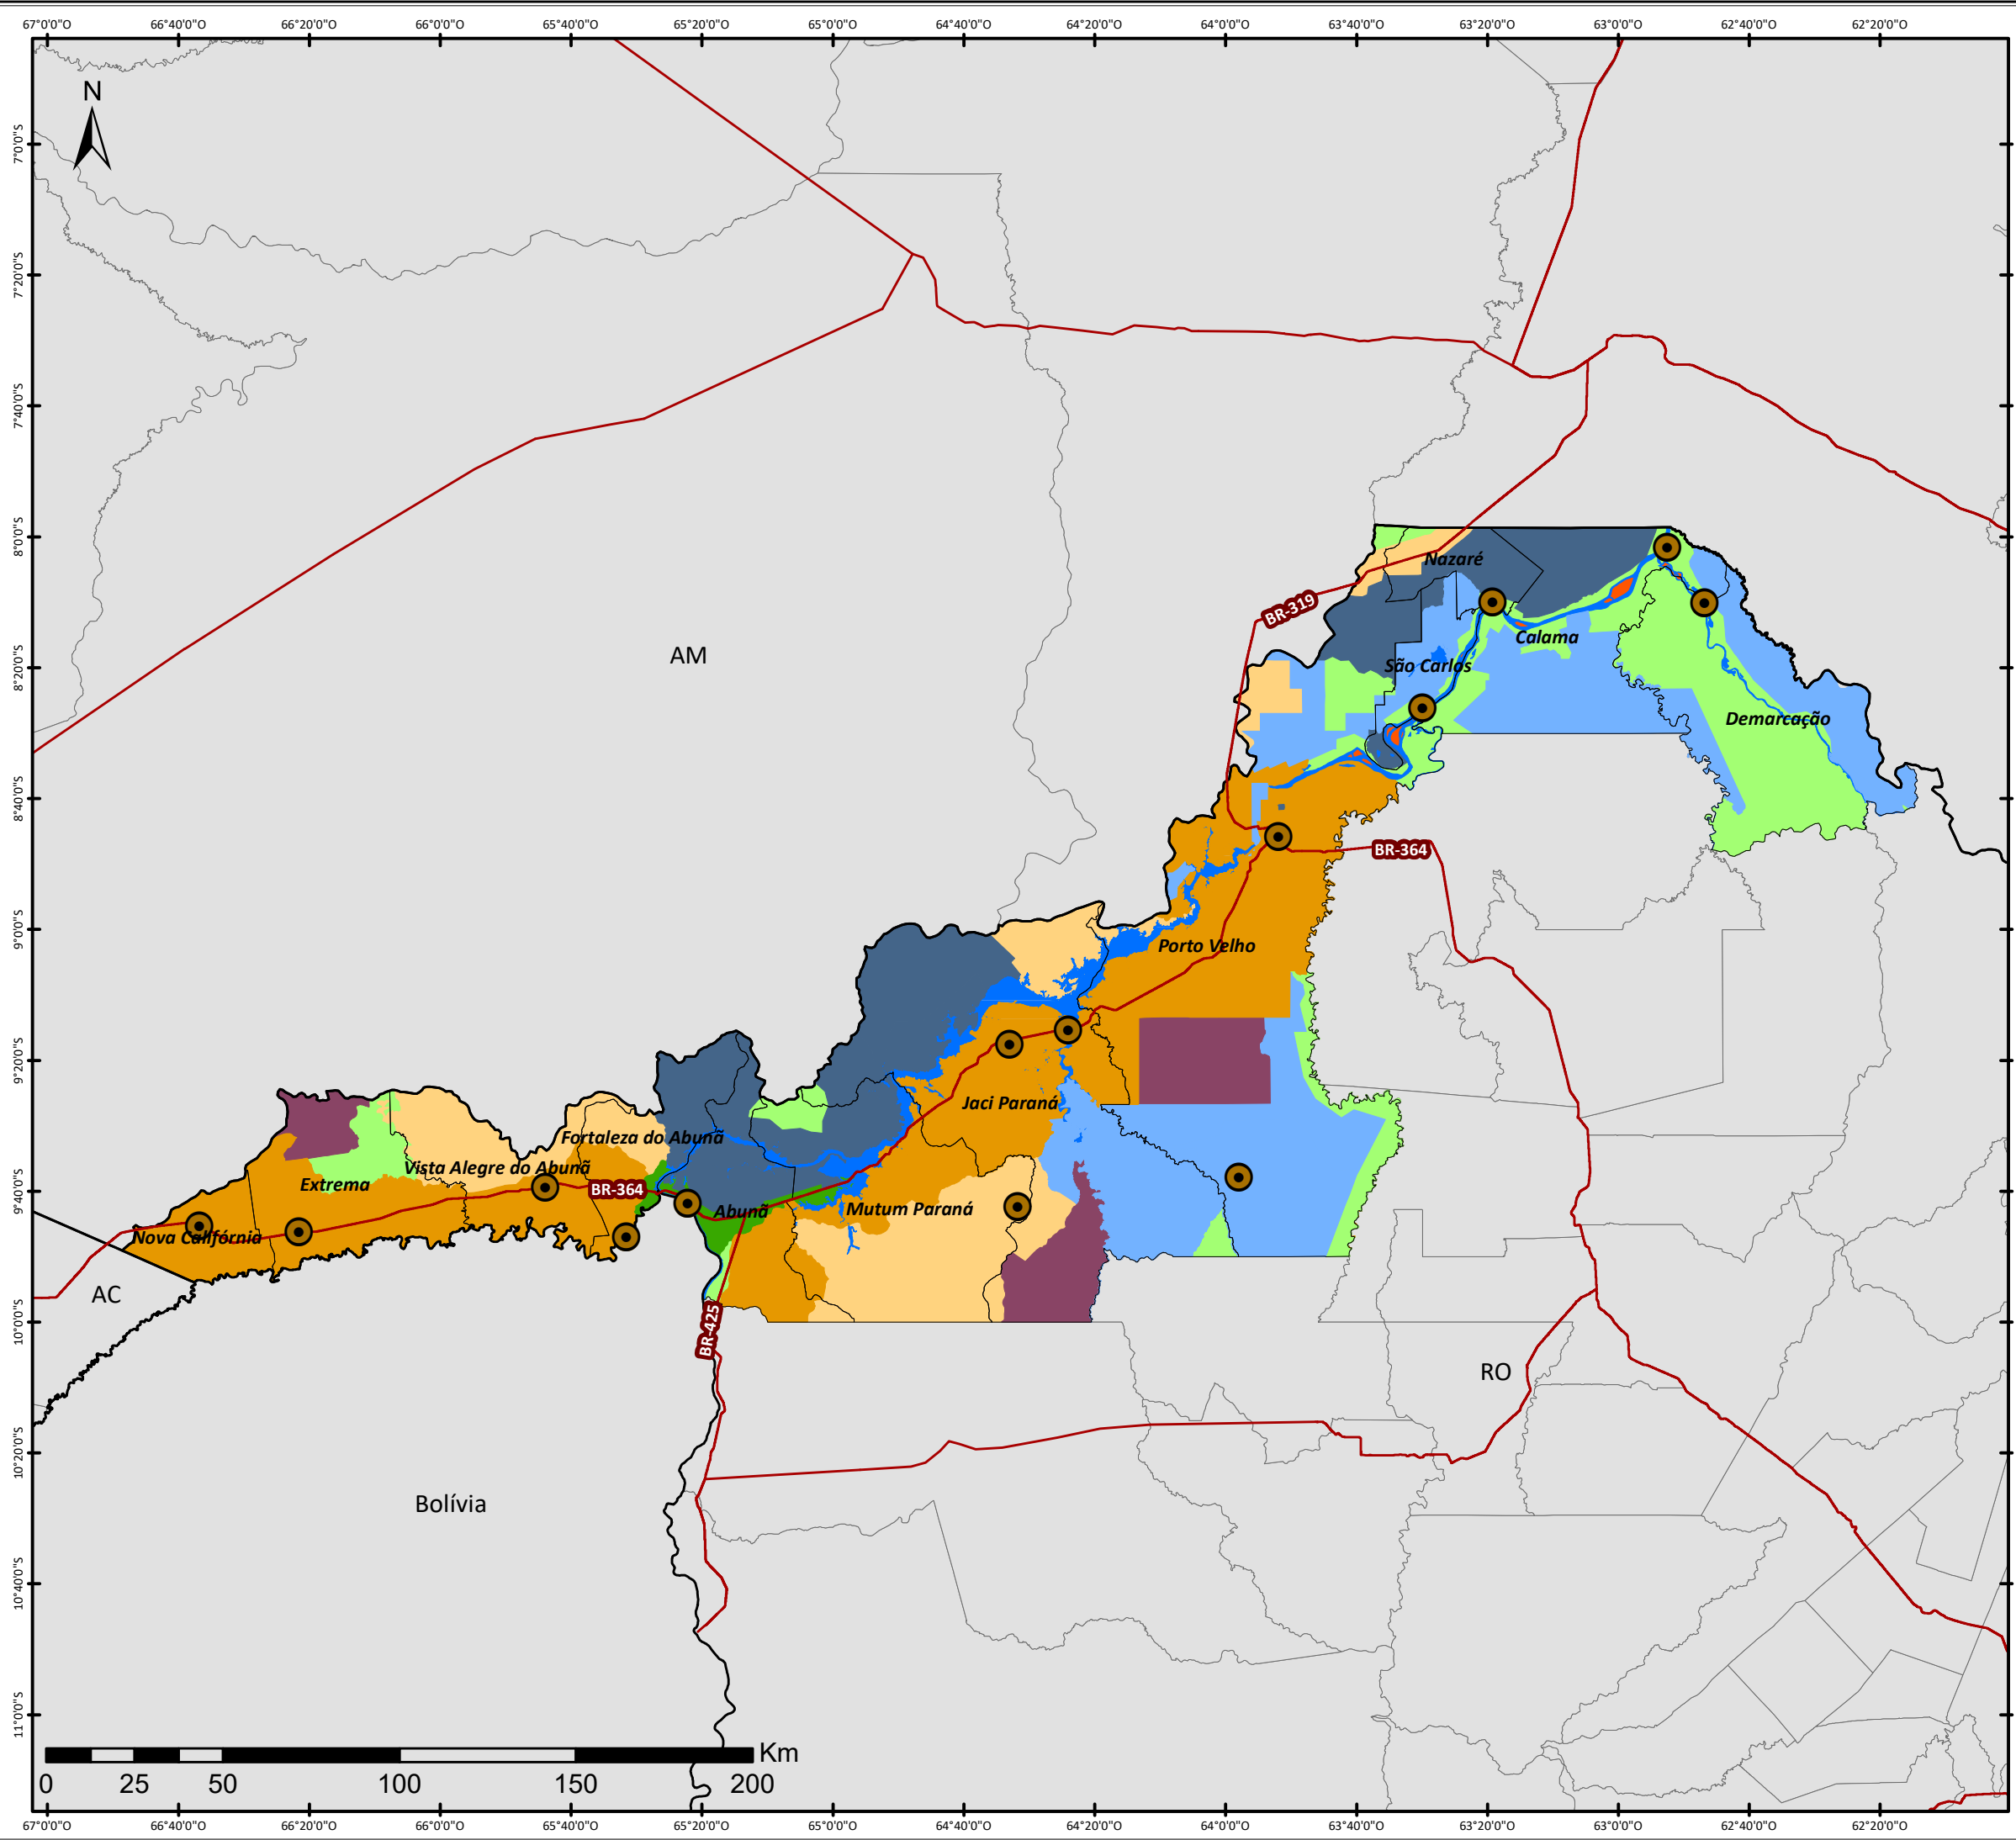 67°0'0"O 66°40'0"O 66°20'0"O 66°0'0"O 65°40'0"O 65°20'0"O 65°0'0"O 64°40'0"O 64°20'0"O 64°0'0"O 63°40'0"O 63°20'0"O 63°0'0"O 62°40'0"O 62°20'0"O
N
7°0'0"S
7°20'0"S
7°40'0"S
8°0'0"S
8°20'0"S
8°40'0"S
9°0'0"S
9°20'0"S
9°40'0"S
10°0'0"S
10°20'0"S
10°40'0"S
11°0'0"S
Nazaré
BR-319
Calama
AM
São Carlos
Demarcação
BR-364
Porto Velho
Jaci Paraná
Fortaleza do Abunã
Vista Alegre do Abunã
Extrema
BR-364
Mutum Paraná
Abunã
Nova Califórnia
AC
BR-425
RO
Bolívia
Km
0 25 50 100 150 200
67°0'0"O 66°40'0"O 66°20'0"O 66°0'0"O 65°40'0"O 65°20'0"O 65°0'0"O 64°40'0"O 64°20'0"O 64°0'0"O 63°40'0"O 63°20'0"O 63°0'0"O 62°40'0"O 62°20'0"O